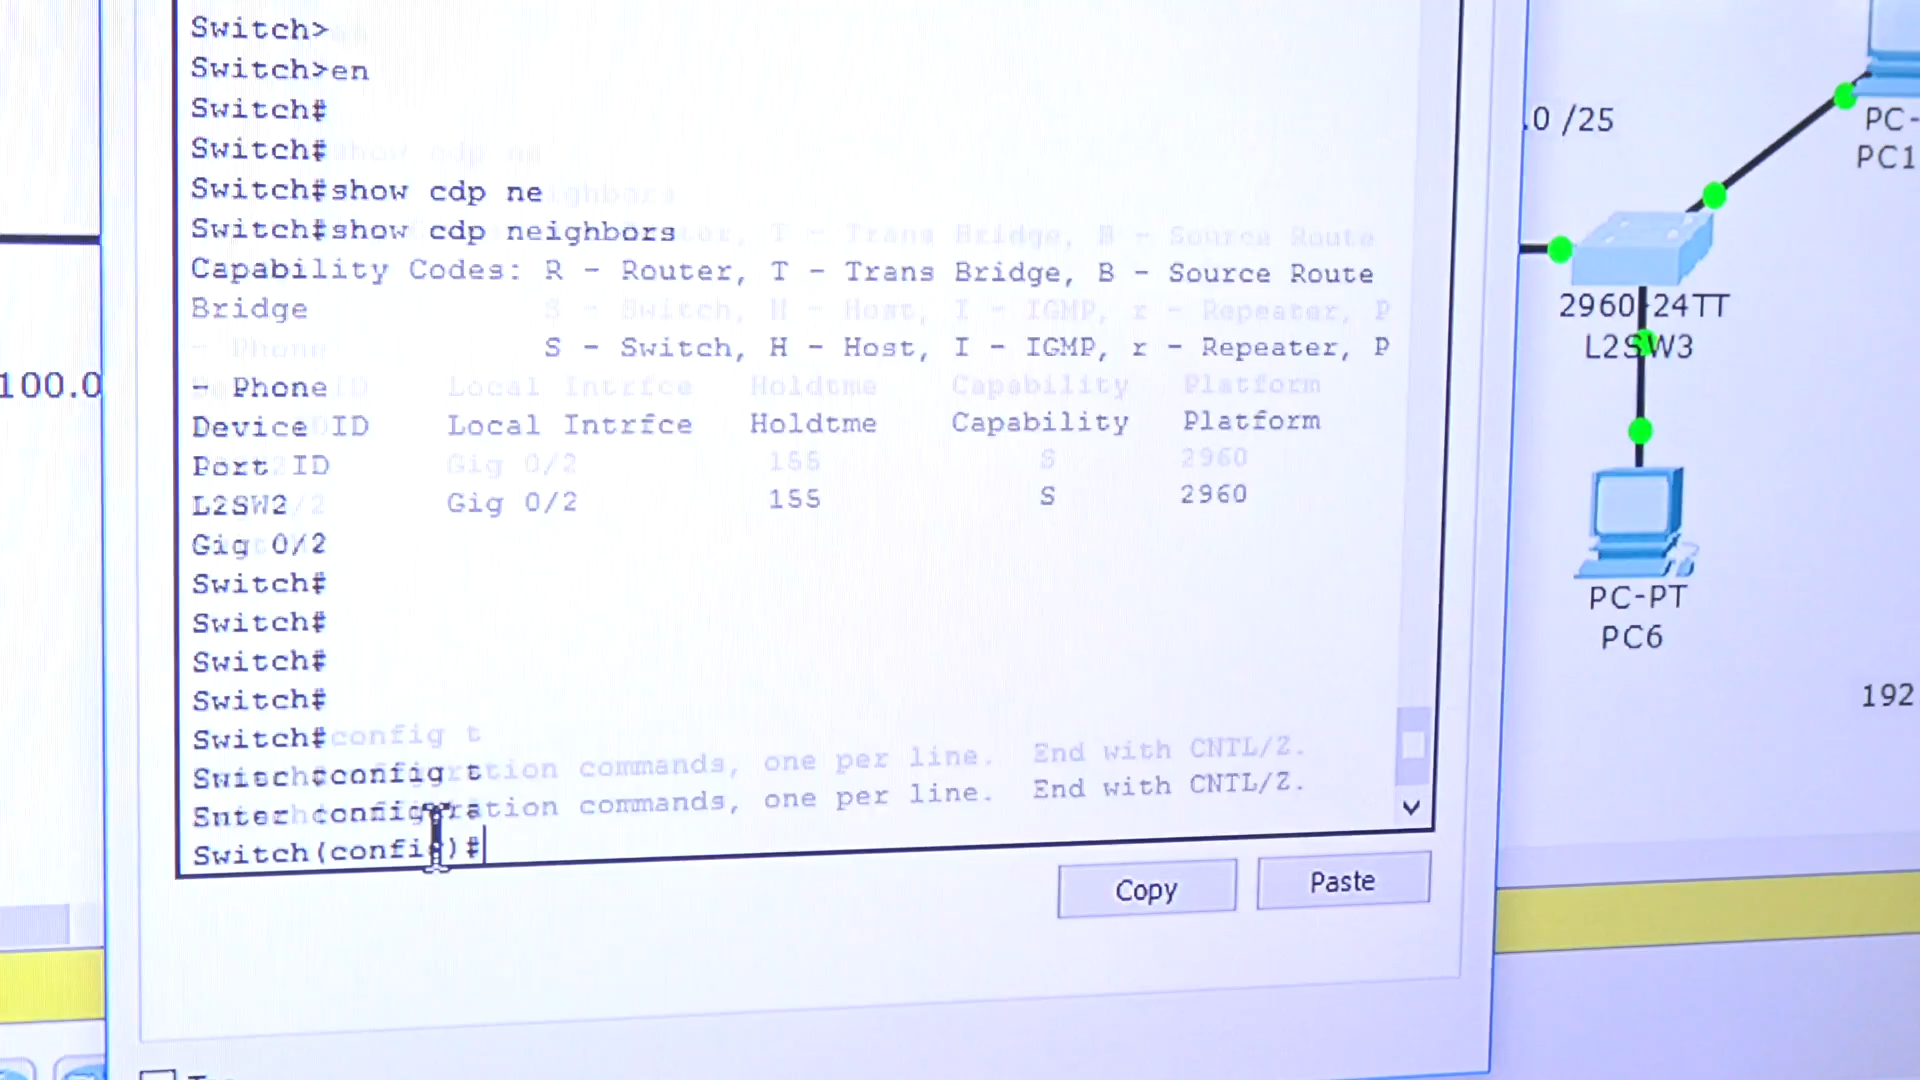 Switch>
Switch>en
Switch#
Switch#
Switch#show cdp ne
Switch#show cdp neighbors
Capability Codes: R - Router, T - Trans Bridge, B - Source Route
Bridge
S - Switch, H - Host, I - IGMP, r - Repeater, P
- Phone
Device ID Local Intrfce Holdtme Capability Platform
Port ID
L2SW2 Gig 0/2 155 S 2960
Gig 0/2
Switch#
Switch#
Switch#
Switch#
Switch#
Switch#config t
Enter configuration commands, one per line. End with CNTL/Z.
Switch(config)#
Copy
Paste
100.0
.0 /25
PC-
PC1
2960-24TT
L2SW3
PC-PT
PC6
192